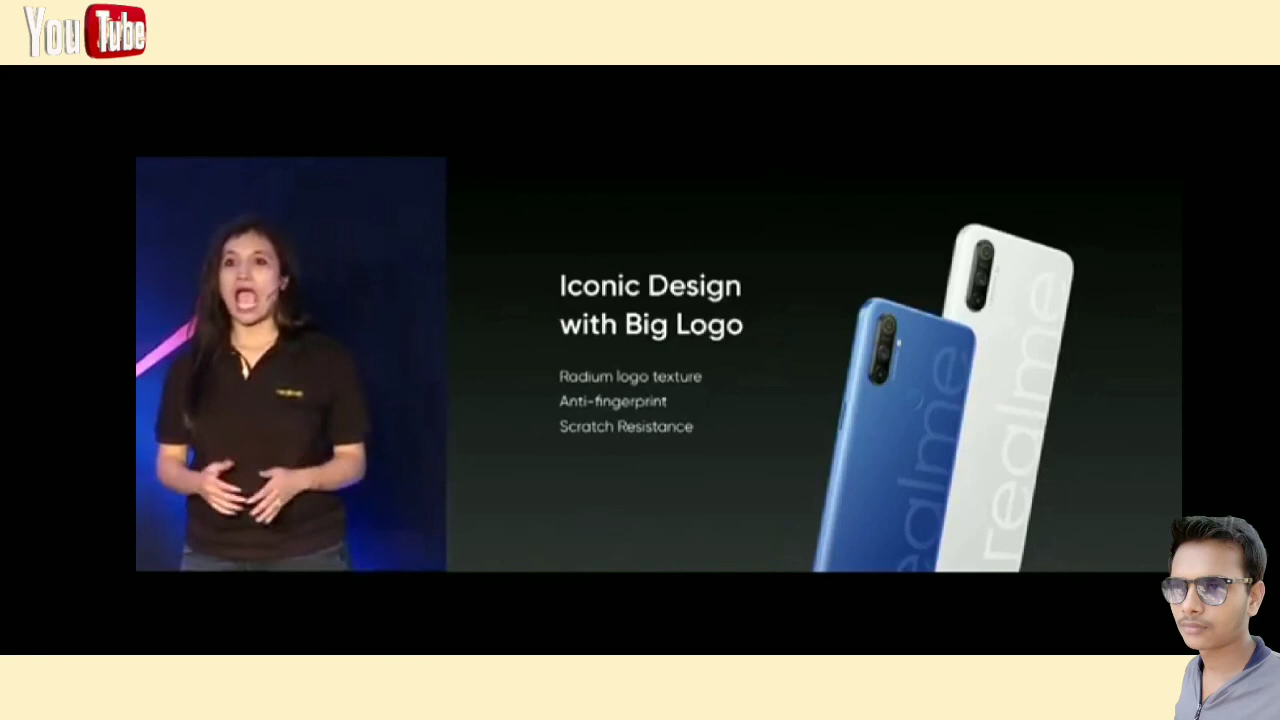 YouTube
Iconic Design
with Big Logo
Radium logo texture
Anti-fingerprint
Scratch Resistance
realme
realme